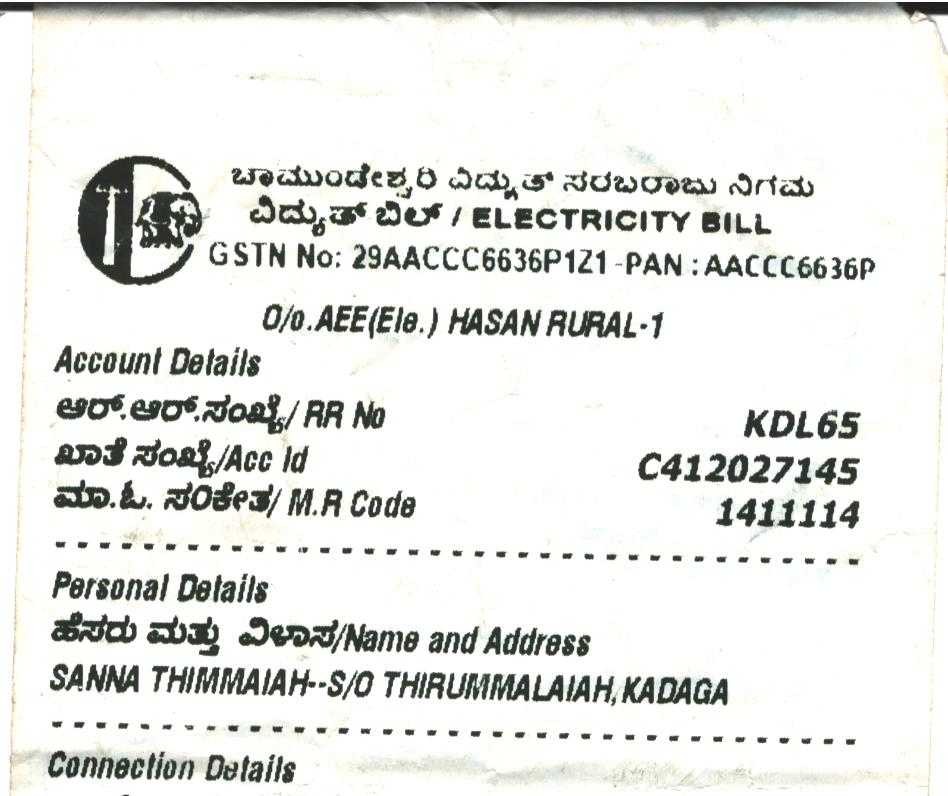 ಚಾಮುಂಡೇಶ್ವರಿ ವಿದ್ಯುತ್ ಸರಬರಾಜು ನಿಗಮ
ವಿದ್ಯುತ್ ಬಿಲ್ / ELECTRICITY BILL
GSTN No: 29AACCC6636P1Z1 -PAN : AACCC6636P
O/o.AEE(Ele.) HASAN RURAL-1
Account Details
ಆರ್.ಆರ್.ಸಂಖ್ಯೆ/ RR No KDL65
ಖಾತೆ ಸಂಖ್ಯೆ/Acc Id C412027145
ಮಾ.ಓ. ಸಂಕೇತ/ M.R Code 1411114
Personal Details
ಹೆಸರು ಮತ್ತು ವಿಳಾಸ/Name and Address
SANNA THIMMAIAH--S/O THIRUMMALAIAH,KADAGA
Connection Details